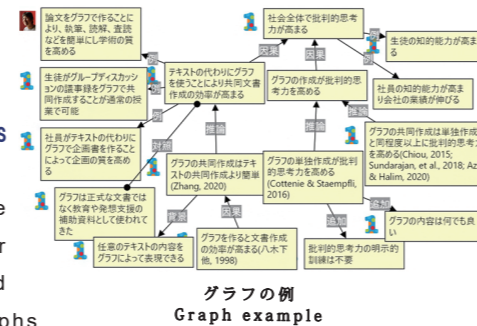 論文をグラフで作ることに
より、執筆、読解、査読
などを簡単にし学術の質
を高める
社会全体で批判的思考
力が高まる
生徒の知的能力が高ま
る
効果
効果
例
生徒がグループディスカッ
ションの議事録をグラフで共
同作成することが通常の授
業で可能
例
テキストの代わりにグラフ
を使うことにより共同文書
作成の効率が高まる
グラフの作成が批判的思
考力を高める
社員の知的能力が高ま
り会社の業績が伸びる
例
社員がテキストの代わりに
グラフで企画書を作ること
によって企画の質を高め
る
対論
推論
推論
グラフの共同作成は単独作成
と同程度以上に批判的思考力
を高める(Chiou, 2015;
Sundarajan, et al., 2018;
& Halim, 2020)
グラフの共同作成はテキ
ストの共同作成より簡単
(Zhang, 2020)
グラフの単独作成が批判
的思考力を高める
(Cottenie & Staempfli,
2016)
グラフは正式な文書では
なく教育や発想支援の
補助資料として使われて
きた
背景
因果
追加
追加
グラフの内容は何でも良
い
任意のテキストの内容を
グラフによって表現できる
グラフを作ると文書作成
の効率が高まる(八木下
他, 1998)
批判的思考力の明示的
訓練は不要
グラフの例
Graph example
s
e
r
d
phs